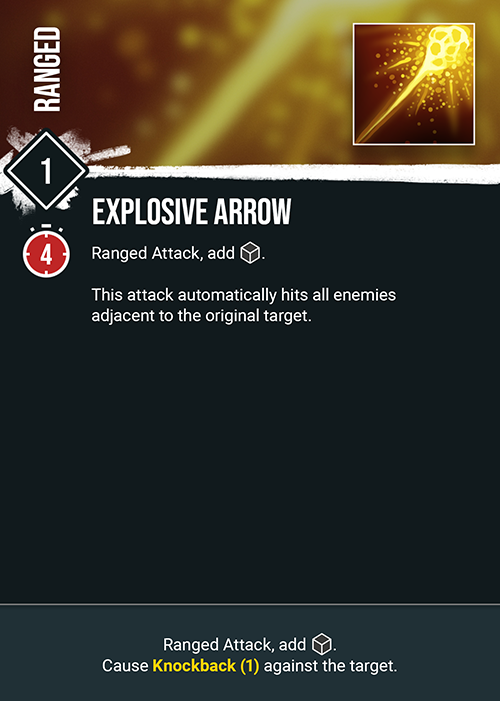 RANGED
1
EXPLOSIVE ARROW
4
Ranged Attack, add .
This attack automatically hits all enemies
adjacent to the original target.
Ranged Attack, add .
Cause Knockback (1) against the target.